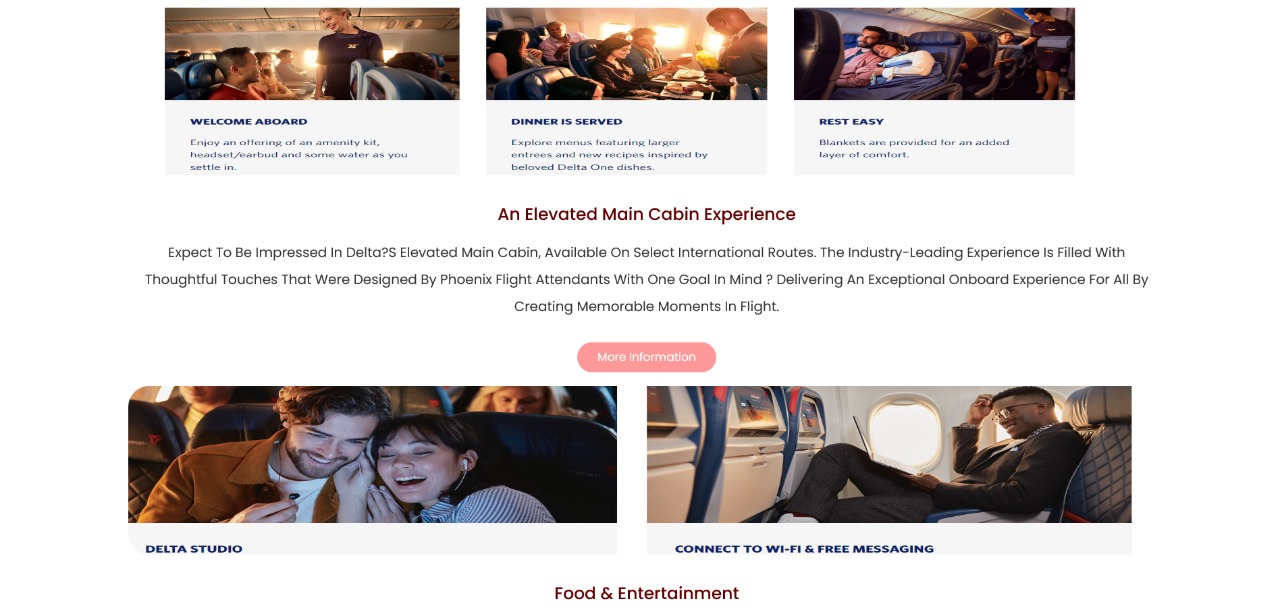 WELCOME ABOARD
Enjoy an offering of an amenity kit,
headset/earbud and some water as you
settle in.
DINNER IS SERVED
Explore menus featuring larger
entrees and new recipes inspired by
beloved Delta One dishes.
REST EASY
Blankets are provided for an added
layer of comfort.
An Elevated Main Cabin Experience
Expect To Be Impressed In Delta?S Elevated Main Cabin, Available On Select International Routes. The Industry-Leading Experience Is Filled With
Thoughtful Touches That Were Designed By Phoenix Flight Attendants With One Goal In Mind ? Delivering An Exceptional Onboard Experience For All By
Creating Memorable Moments In Flight.
More Information
DELTA STUDIO
CONNECT TO WI-FI & FREE MESSAGING
Food & Entertainment